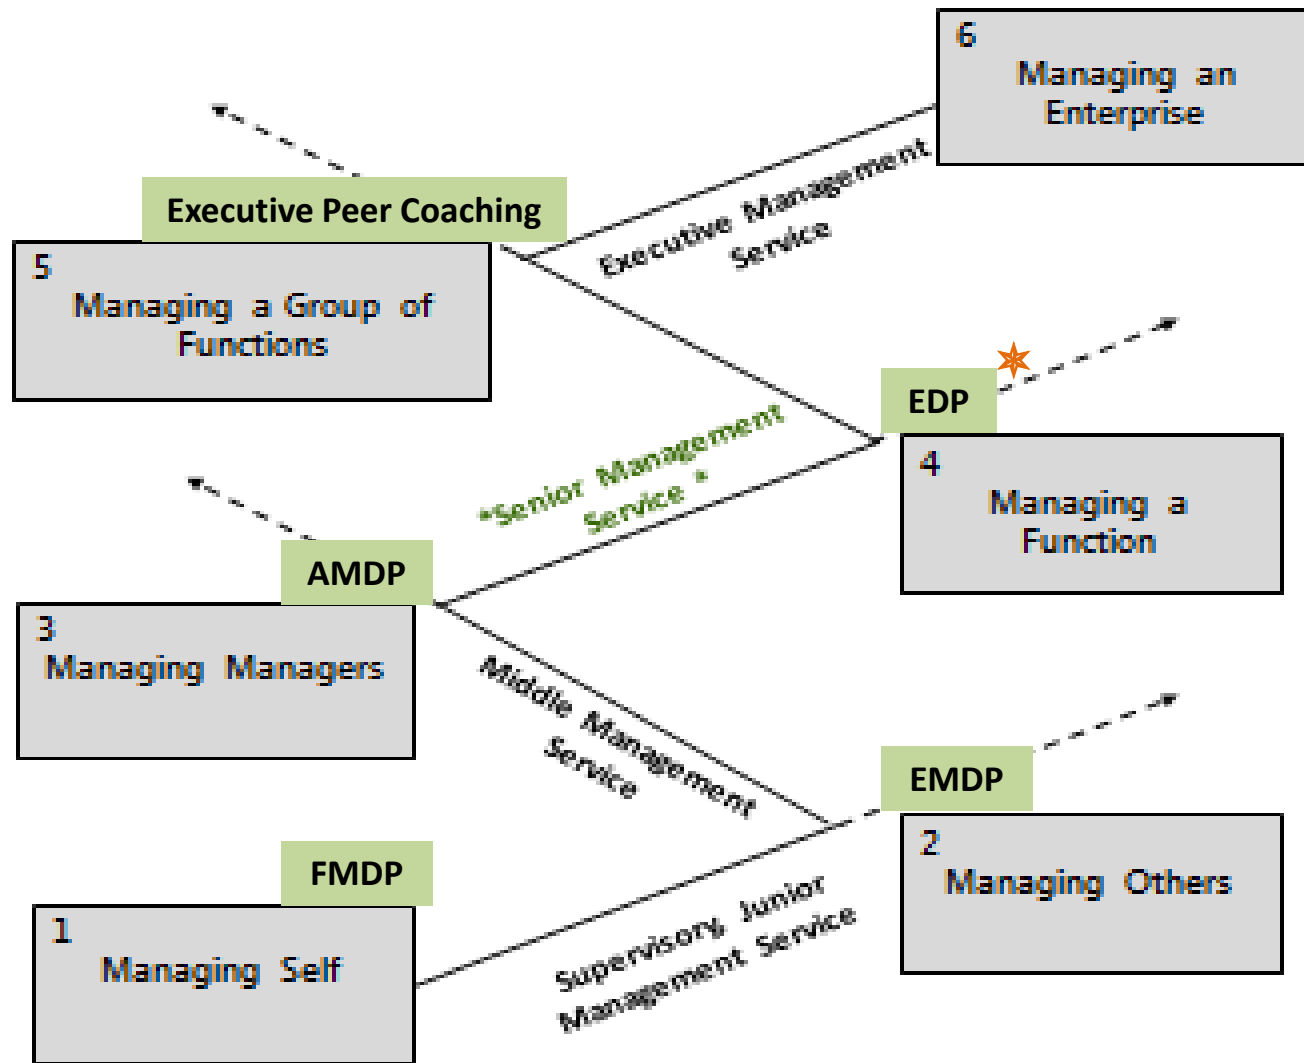 6
Managing an
Enterprise
Executive Management
Service
Executive Peer Coaching
5
Managing a Group of
Functions
EDP
4
Managing a
Function
*Senior Management
Service *
AMDP
3
Managing Managers
Middle Management
Service
EMDP
2
Managing Others
FMDP
1
Managing Self
Supervisory, Junior
Management Service